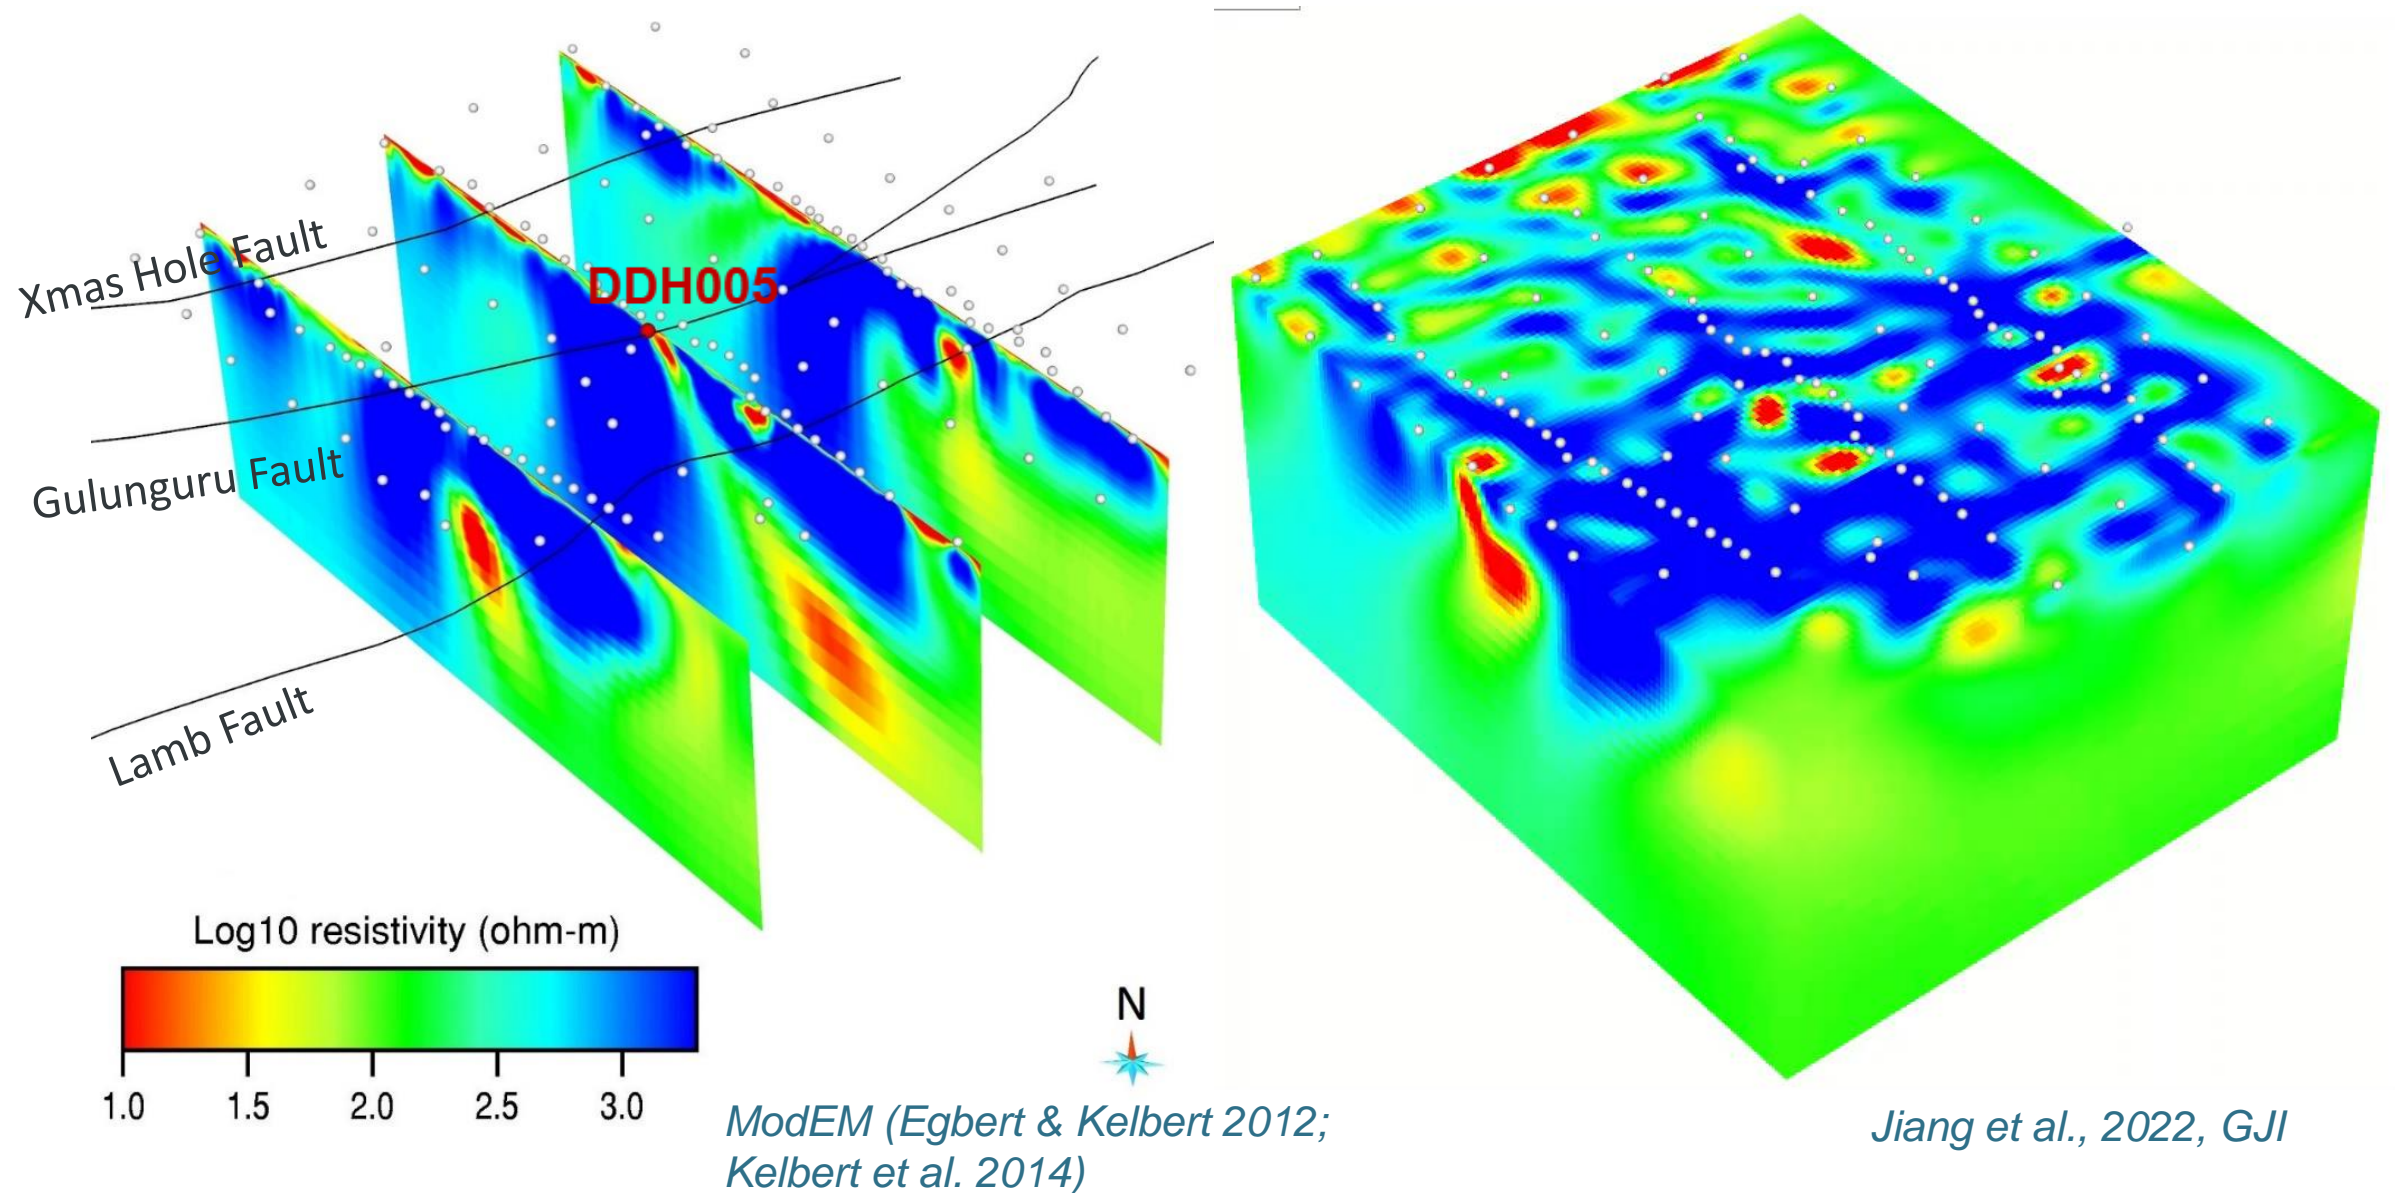 Xmas Hole Fault
DDH005
Gulunguru Fault
Lamb Fault
Log10 resistivity (ohm-m)
1.0 1.5 2.0 2.5 3.0
N
ModEM (Egbert & Kelbert 2012;
Kelbert et al. 2014)
Jiang et al., 2022, GJI